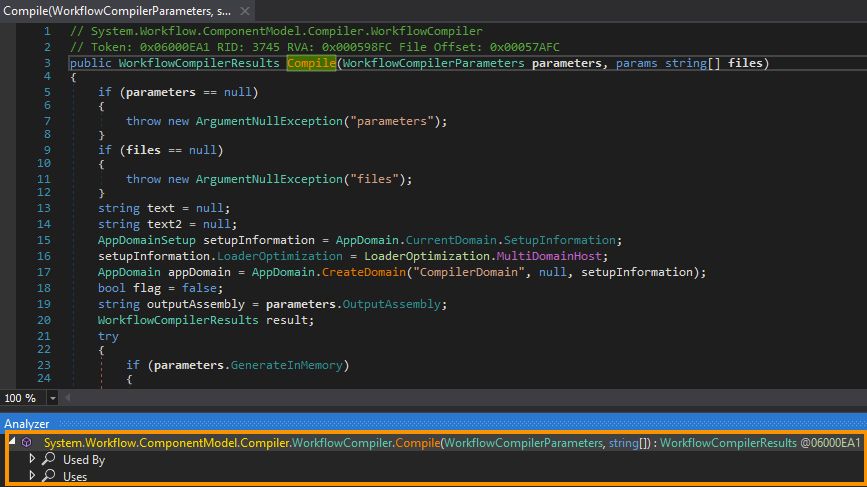 Compile(WorkflowCompilerParameters, s... ×
1 // System.Workflow.ComponentModel.Compiler.WorkflowCompiler
2 // Token: 0x06000EA1 RID: 3745 RVA: 0x000598FC File Offset: 0x00057AFC
3 public WorkflowCompilerResults Compile(WorkflowCompilerParameters parameters, params string[] files)
4 {
5 if (parameters == null)
6 {
7 throw new ArgumentNullException("parameters");
8 }
9 if (files == null)
10 {
11 throw new ArgumentNullException("files");
12 }
13 string text = null;
14 string text2 = null;
15 AppDomainSetup setupInformation = AppDomain.CurrentDomain.SetupInformation;
16 setupInformation.LoaderOptimization = LoaderOptimization.MultiDomainHost;
17 AppDomain appDomain = AppDomain.CreateDomain("CompilerDomain", null, setupInformation);
18 bool flag = false;
19 string outputAssembly = parameters.OutputAssembly;
20 WorkflowCompilerResults result;
21 try
22 {
23 if (parameters.GenerateInMemory)
24 {
100 %
Analyzer
System.Workflow.ComponentModel.Compiler.WorkflowCompiler.Compile(WorkflowCompilerParameters, string[]) : WorkflowCompilerResults @06000EA1
Used By
Uses